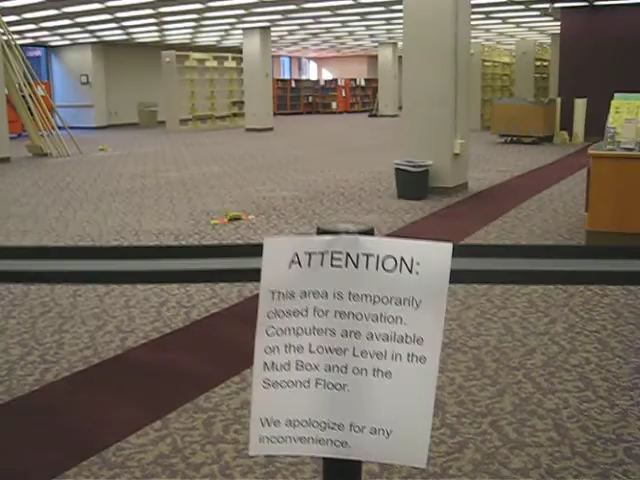 ATTENTION:
This area is temporarily
closed for renovation.
Computers are available
on the Lower Level in the
Mud Box and on the
Second Floor.
We apologize for any
inconvenience.